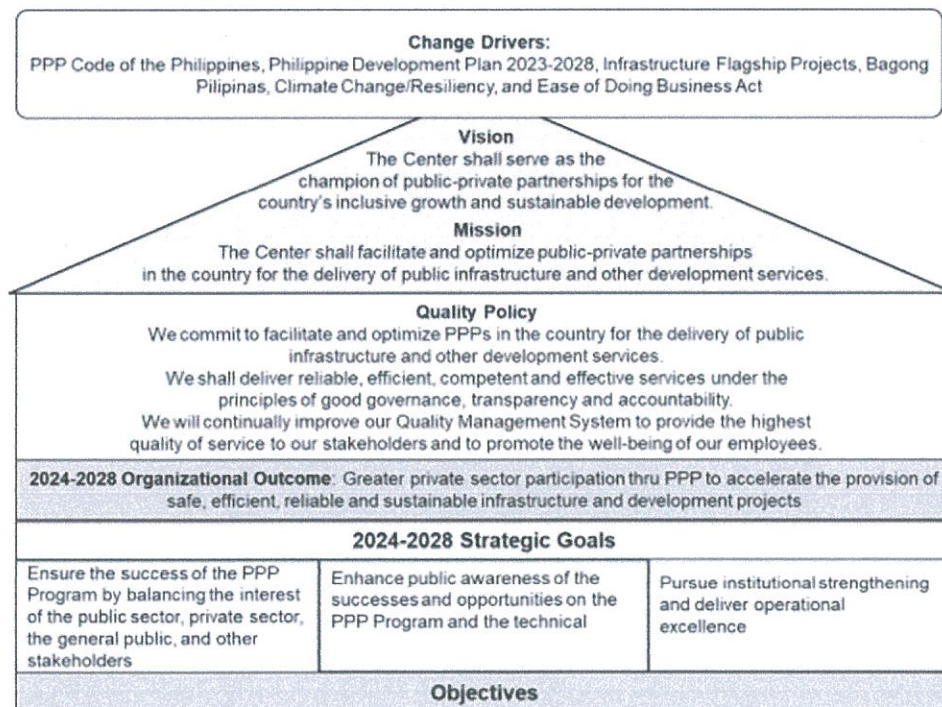 Change Drivers:
PPP Code of the Philippines, Philippine Development Plan 2023-2028, Infrastructure Flagship Projects, Bagong
Pilipinas, Climate Change/Resiliency, and Ease of Doing Business Act
Vision
The Center shall serve as the
champion of public-private partnerships for the
country's inclusive growth and sustainable development.
Mission
The Center shall facilitate and optimize public-private partnerships
in the country for the delivery of public infrastructure and other development services.
Quality Policy
We commit to facilitate and optimize PPPs in the country for the delivery of public
infrastructure and other development services.
We shall deliver reliable, efficient, competent and effective services under the
principles of good governance, transparency and accountability.
We will continually improve our Quality Management System to provide the highest
quality of service to our stakeholders and to promote the well-being of our employees.
2024-2028 Organizational Outcome: Greater private sector participation thru PPP to accelerate the provision of
safe, efficient, reliable and sustainable infrastructure and development projects
2024-2028 Strategic Goals
Ensure the success of the PPP
Program by balancing the interest
of the public sector, private sector,
the general public, and other
stakeholders
Enhance public awareness of the
successes and opportunities on the
PPP Program and the technical
Pursue institutional strengthening
and deliver operational
excellence
Objectives